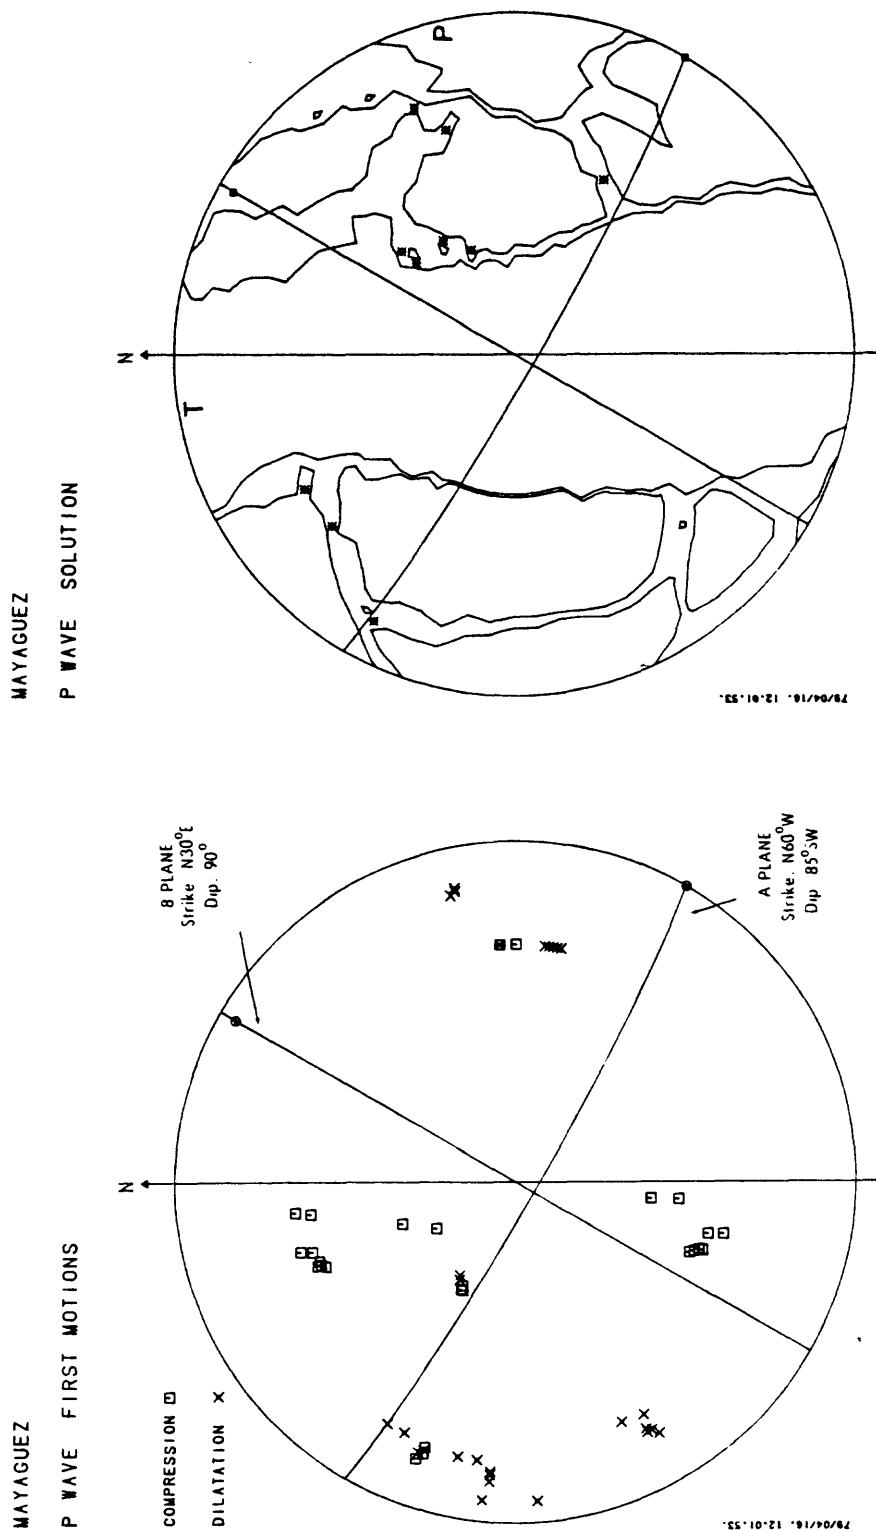 MAYAGUEZ
P WAVE SOLUTION
N
T
P
79/04/16. 12.01.53.
MAYAGUEZ
P WAVE FIRST MOTIONS
COMPRESSION
DILATATION
N
B PLANE
Strike N30°E
Dip. 90°
A PLANE
Strike. N60°W
Dip 85°SW
79/04/16. 12.01.53.